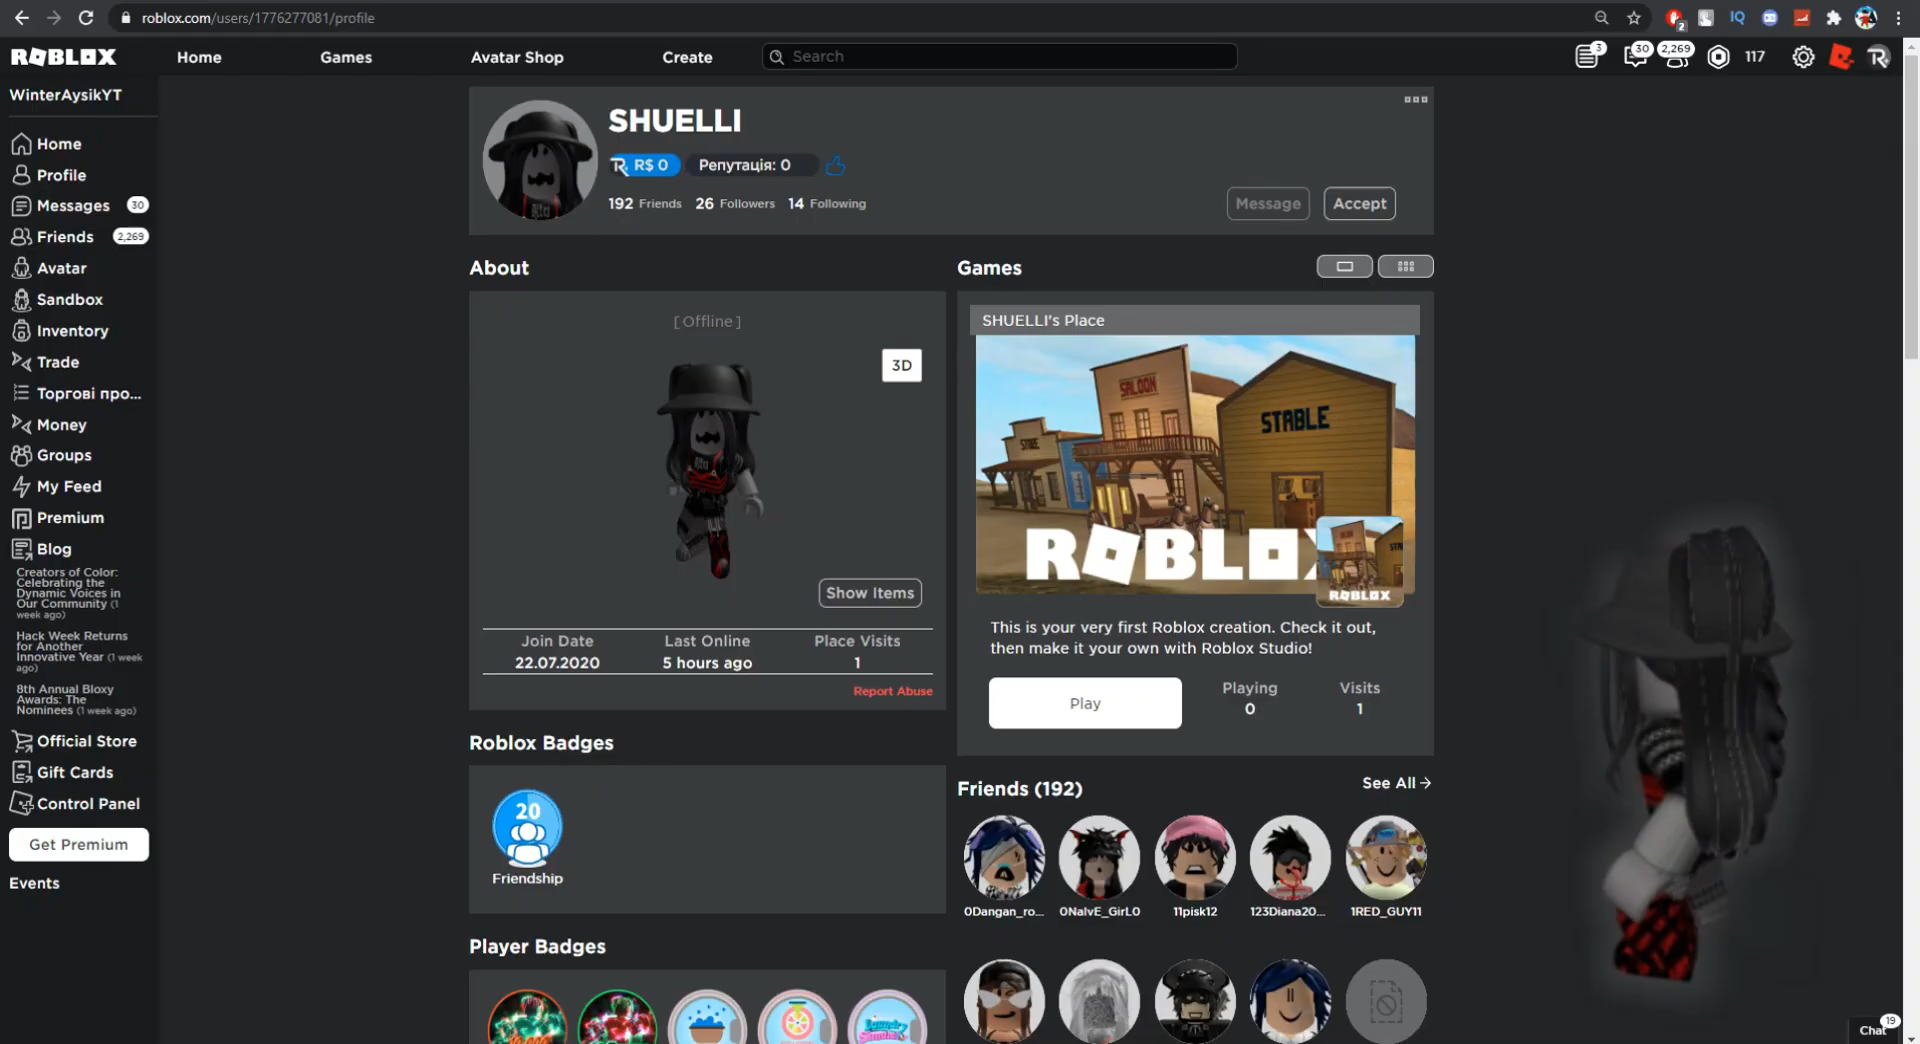 roblox.com/users/1776277081/profile
2
IQ
ROBLOX
Home
Games
Avatar Shop
Create
Search
3
30
2,269
117
WinterAysikYT
Home
Profile
Messages 30
Friends 2,269
Avatar
Sandbox
Inventory
Trade
Торгові про...
Money
Groups
My Feed
Premium
Blog
Creators of Color:
Celebrating the
Dynamic Voices in
Our Community (1
week ago)
Hack Week Returns
for Another
Innovative Year (1 week
ago)
8th Annual Bloxy
Awards: The
Nominees (1 week ago)
Official Store
Gift Cards
Control Panel
Get Premium
Events
SHUELLI
R$ 0
Репутація: 0
192 Friends 26 Followers 14 Following
Message
Accept
About
[ Offline ]
3D
Show Items
Join Date
Last Online
Place Visits
22.07.2020
5 hours ago
1
Report Abuse
Roblox Badges
20
Friendship
Player Badges
Games
SHUELLI's Place
SALOON
STABLE
ROBLOX
ROBLOX
This is your very first Roblox creation. Check it out,
then make it your own with Roblox Studio!
Play
Playing
0
Visits
1
Friends (192)
See All →
0Dangan_ro...
0NaIvE_GirL0
11pisk12
123Diana20...
1RED_GUY11
Chat
19